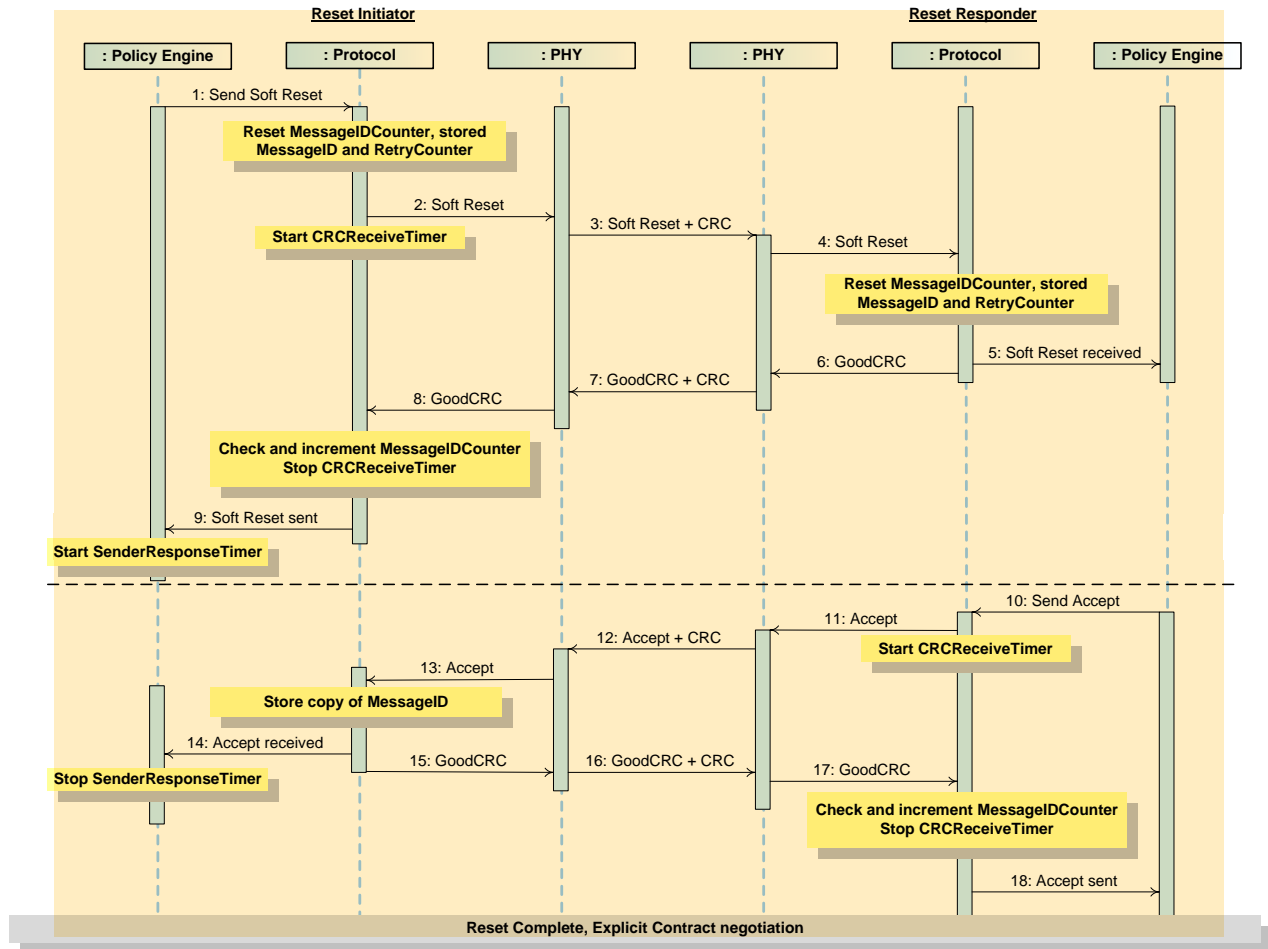 Reset Initiator
Reset Responder
: Policy Engine
: Protocol
: PHY
: PHY
: Protocol
: Policy Engine
1: Send Soft Reset
Reset MessageIDCounter, stored
MessageID and RetryCounter
2: Soft Reset
Start CRCReceiveTimer
3: Soft Reset + CRC
4: Soft Reset
Reset MessageIDCounter, stored
MessageID and RetryCounter
5: Soft Reset received
6: GoodCRC
7: GoodCRC + CRC
8: GoodCRC
Check and increment MessageIDCounter
Stop CRCReceiveTimer
9: Soft Reset sent
Start SenderResponseTimer
10: Send Accept
11: Accept
Start CRCReceiveTimer
12: Accept + CRC
13: Accept
Store copy of MessageID
14: Accept received
Stop SenderResponseTimer
15: GoodCRC
16: GoodCRC + CRC
17: GoodCRC
Check and increment MessageIDCounter
Stop CRCReceiveTimer
18: Accept sent
Reset Complete, Explicit Contract negotiation